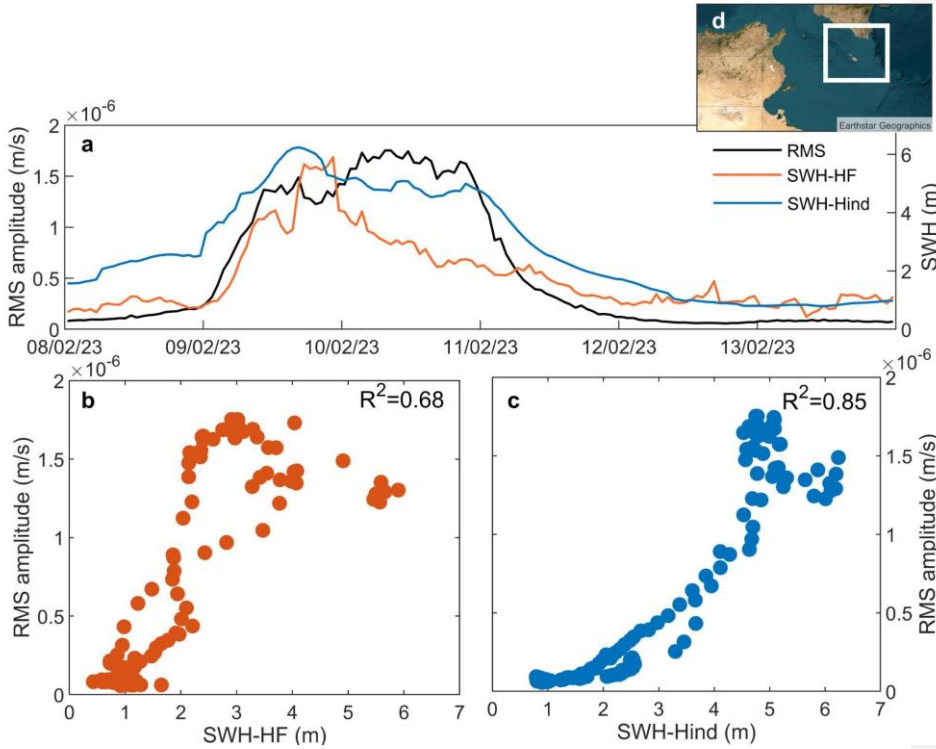 d
Earthstar Geographics
×10⁻⁶
a
RMS
SWH-HF
SWH-Hind
RMS amplitude (m/s)
2
1.5
1
0.5
0
SWH (m)
6
4
2
0
08/02/23 09/02/23 10/02/23 11/02/23 12/02/23 13/02/23
×10⁻⁶
b
R²=0.68
RMS amplitude (m/s)
2
1.5
1
0.5
0
0 1 2 3 4 5 6 7
SWH-HF (m)
×10⁻⁶
c
R²=0.85
RMS amplitude (m/s)
2
1.5
1
0.5
0
0 1 2 3 4 5 6 7
SWH-Hind (m)